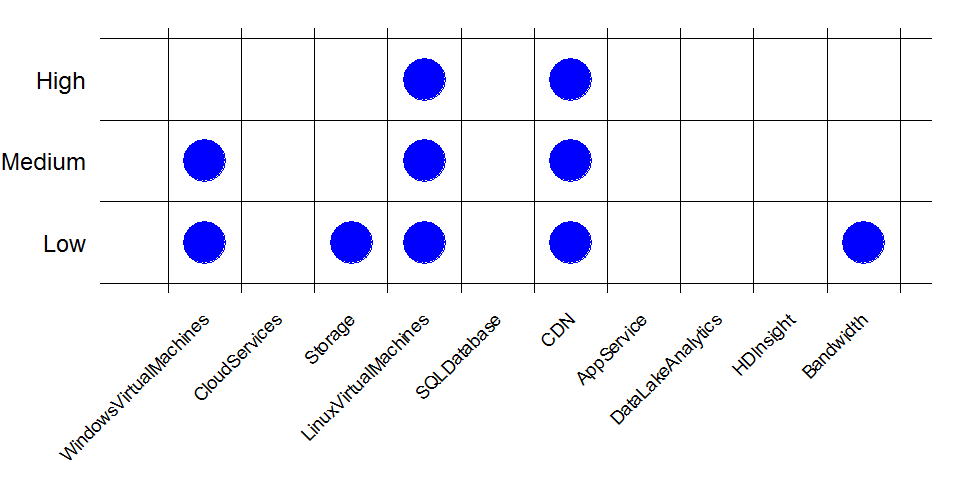 High
Medium
Low
WindowsVirtualMachines
CloudServices
Storage
LinuxVirtualMachines
SQLDatabase
CDN
AppService
DataLakeAnalytics
HDInsight
Bandwidth